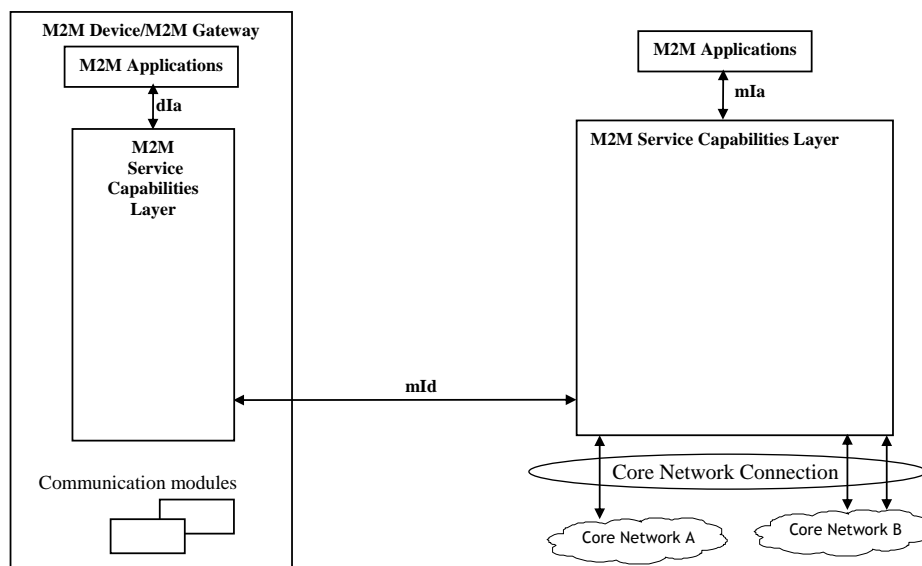 M2M Device/M2M Gateway
M2M Applications
dIa
M2M
Service
Capabilities
Layer
Communication modules
mId
M2M Applications
mIa
M2M Service Capabilities Layer
Core Network Connection
Core Network A
Core Network B